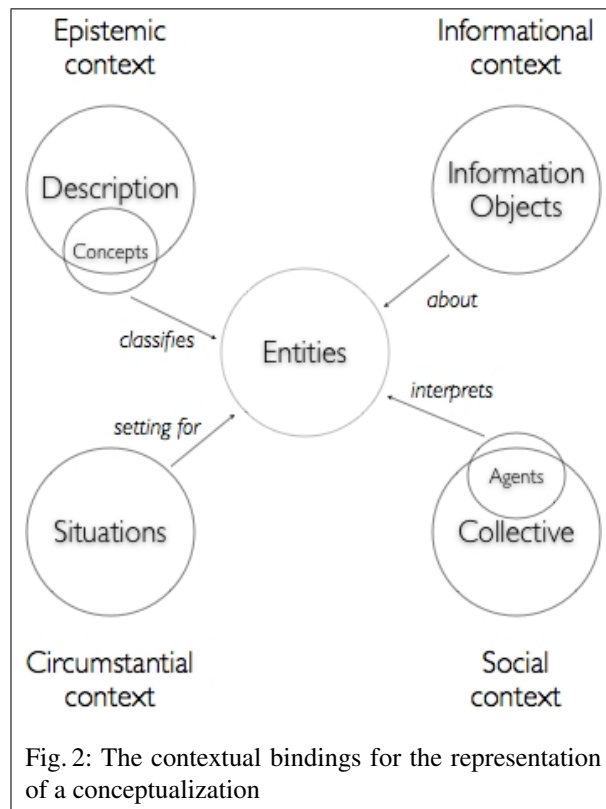 Epistemic
context
Informational
context
Description
Concepts
Information
Objects
classifies
about
Entities
setting for
interprets
Situations
Agents
Collective
Circumstantial
context
Social
context
Fig. 2: The contextual bindings for the representation
of a conceptualization